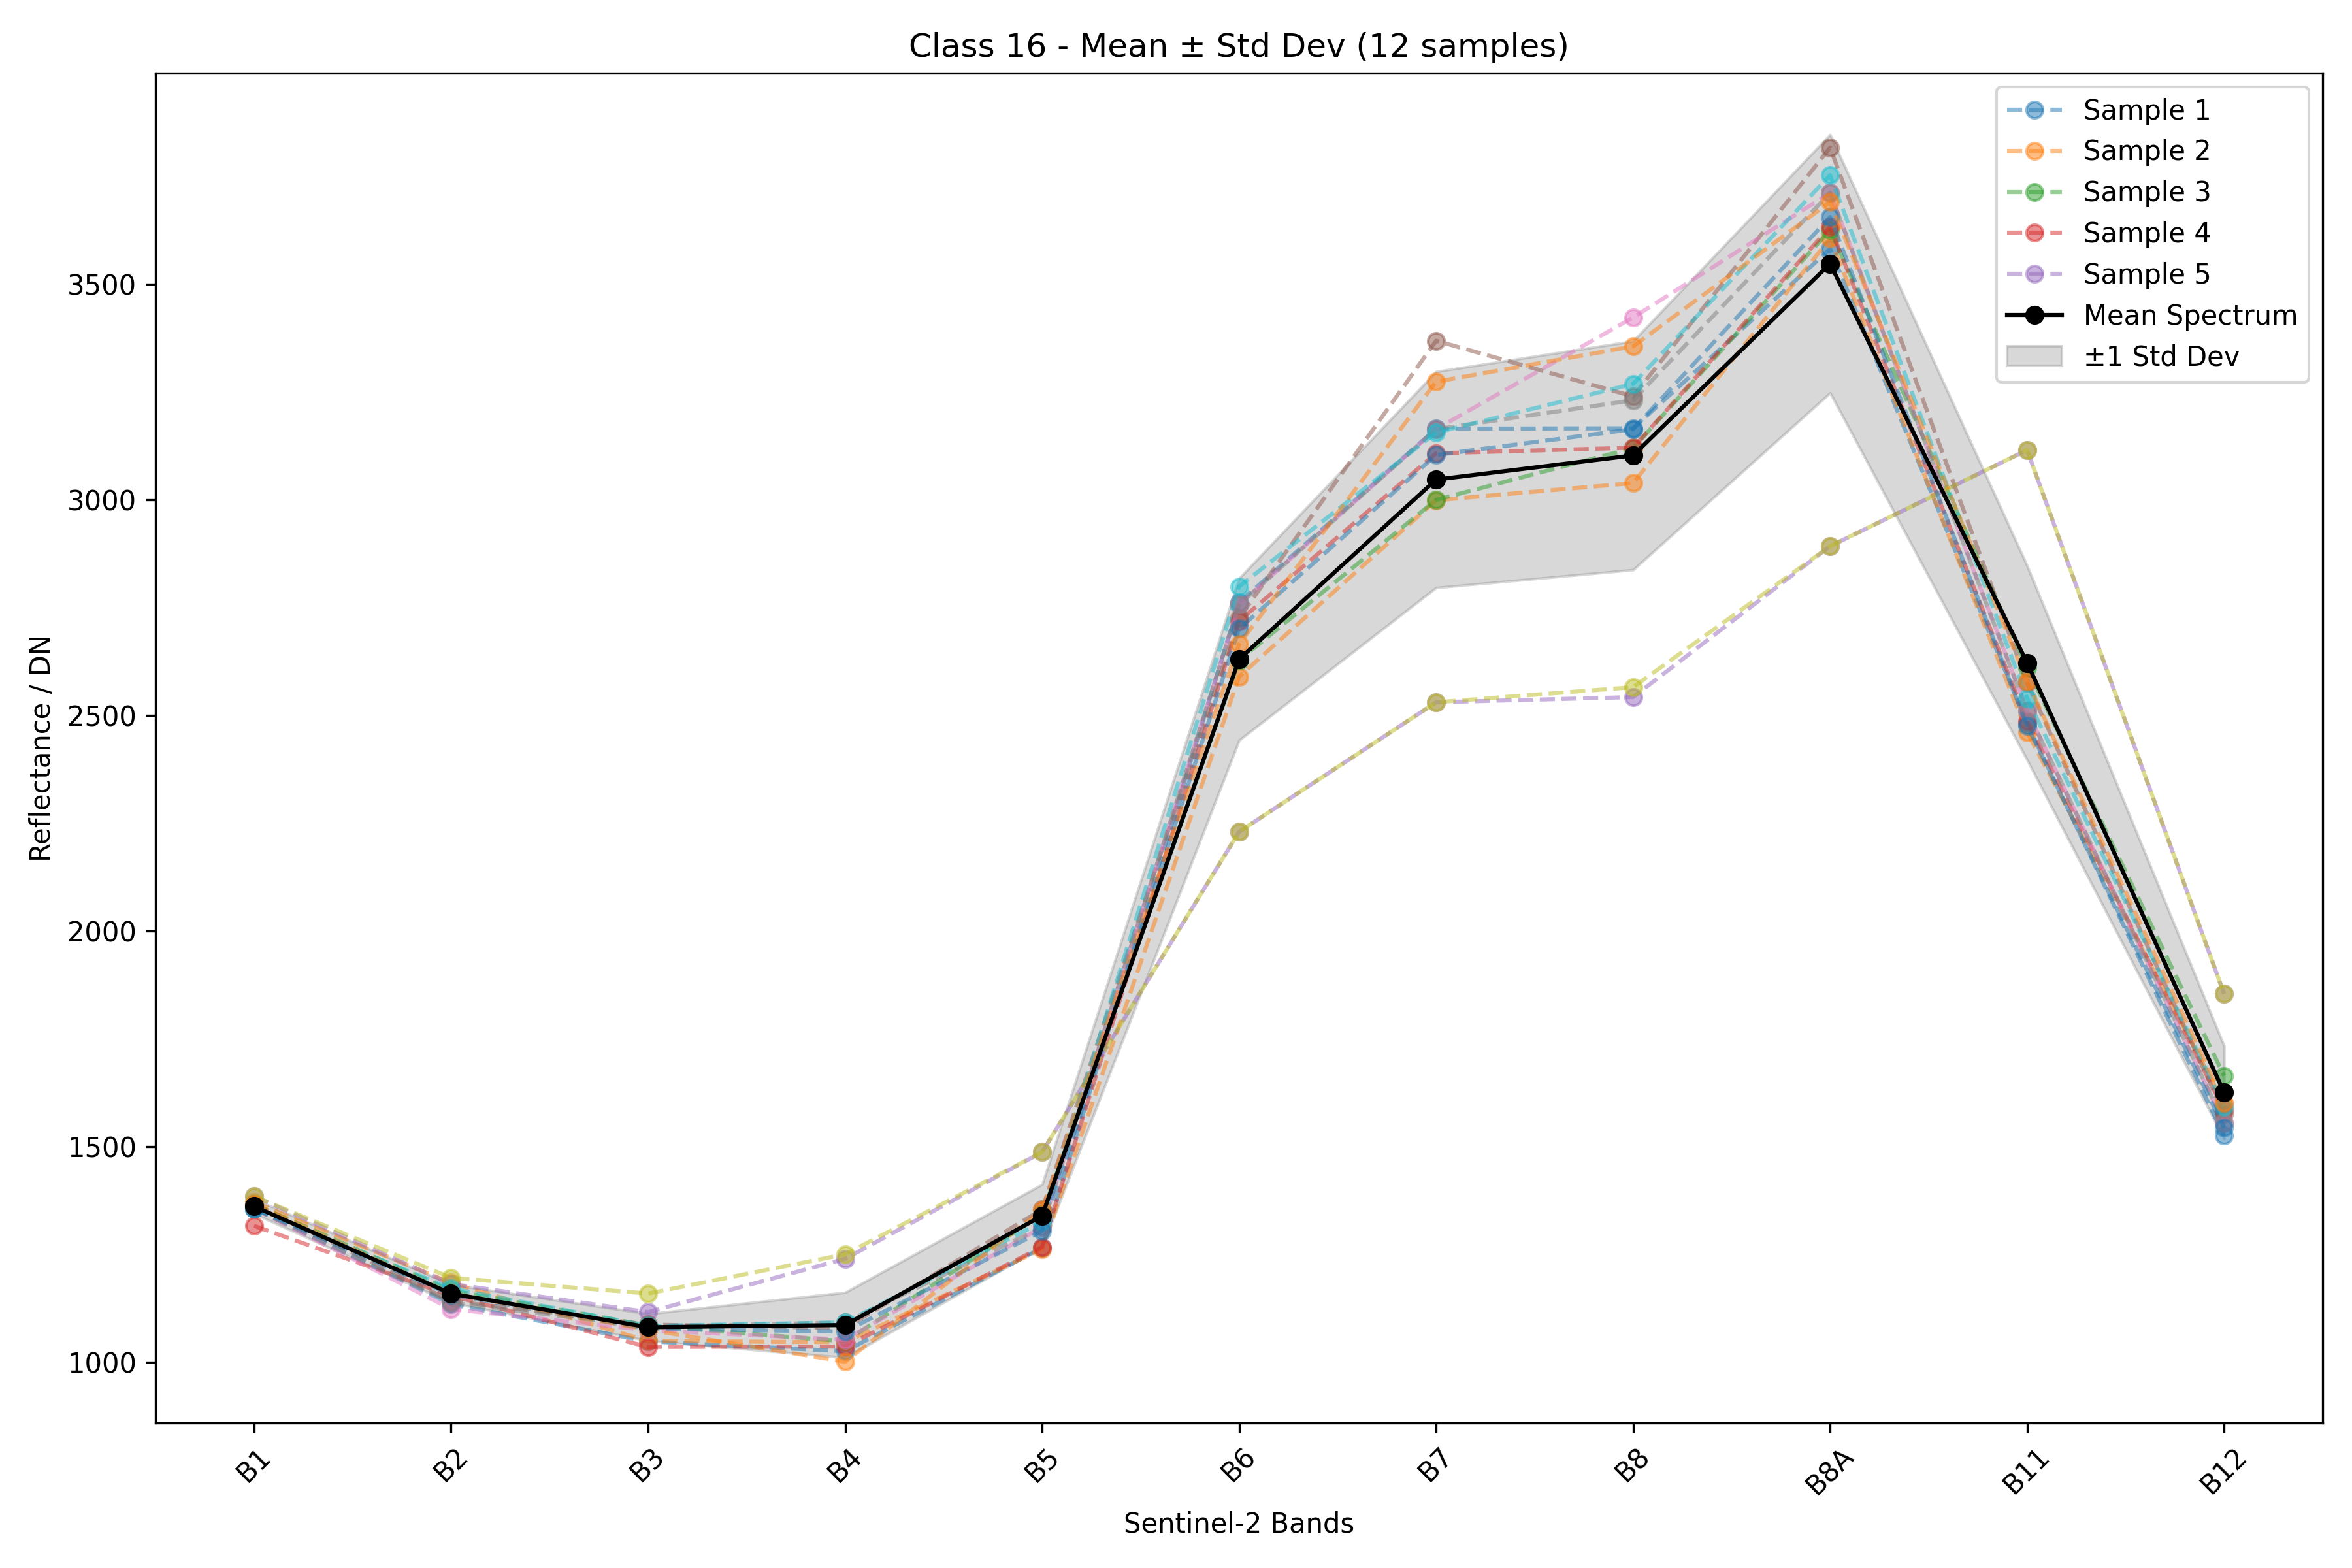 Class 16 - Mean ± Std Dev (12 samples)
Sample 1
Sample 2
Sample 3
Sample 4
Sample 5
Mean Spectrum
±1 Std Dev
Reflectance / DN
3500
3000
2500
2000
1500
1000
B1 B2 B3 B4 B5 B6 B7 B8 B8A B11 B12
Sentinel-2 Bands